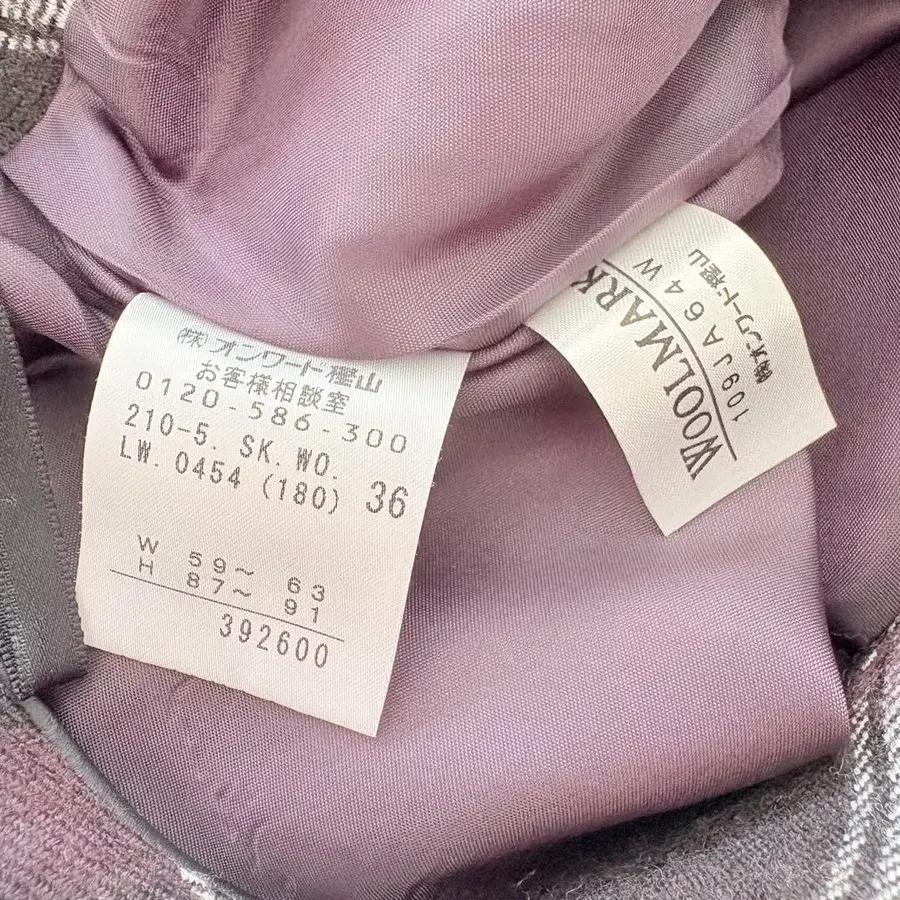 (株)オンワード樫山
お客様相談室
0120-586-300
210-5. SK. WO.
LW. 0454 (180) 36
W 59～ 63
H 87～ 91
392600
WOOLMARK
109JA64W
㈱オンワード樫山